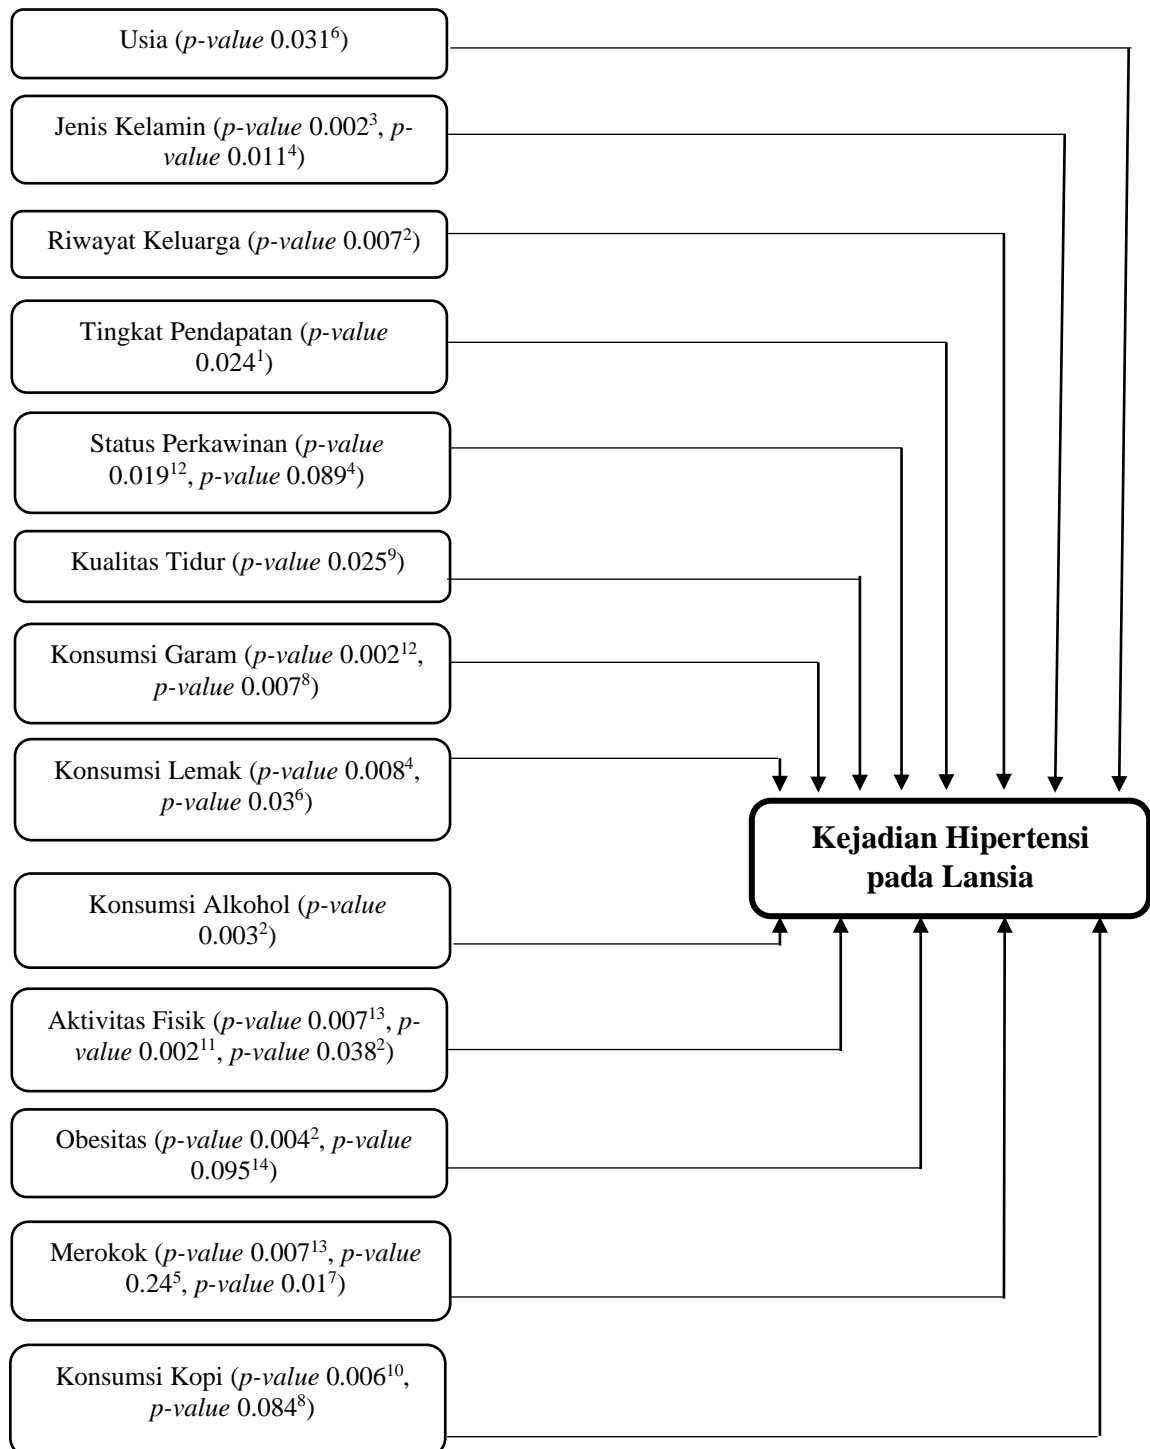 Usia (p-value 0.031⁶)
Jenis Kelamin (p-value 0.002³, p-
value 0.011⁴)
Riwayat Keluarga (p-value 0.007²)
Tingkat Pendapatan (p-value
0.024¹)
Status Perkawinan (p-value
0.019¹², p-value 0.089⁴)
Kualitas Tidur (p-value 0.025⁹)
Konsumsi Garam (p-value 0.002¹²,
p-value 0.007⁸)
Konsumsi Lemak (p-value 0.008⁴,
p-value 0.03⁶)
Kejadian Hipertensi
pada Lansia
Konsumsi Alkohol (p-value
0.003²)
Aktivitas Fisik (p-value 0.007¹³, p-
value 0.002¹¹, p-value 0.038²)
Obesitas (p-value 0.004², p-value
0.095¹⁴)
Merokok (p-value 0.007¹³, p-value
0.24⁵, p-value 0.01⁷)
Konsumsi Kopi (p-value 0.006¹⁰,
p-value 0.084⁸)